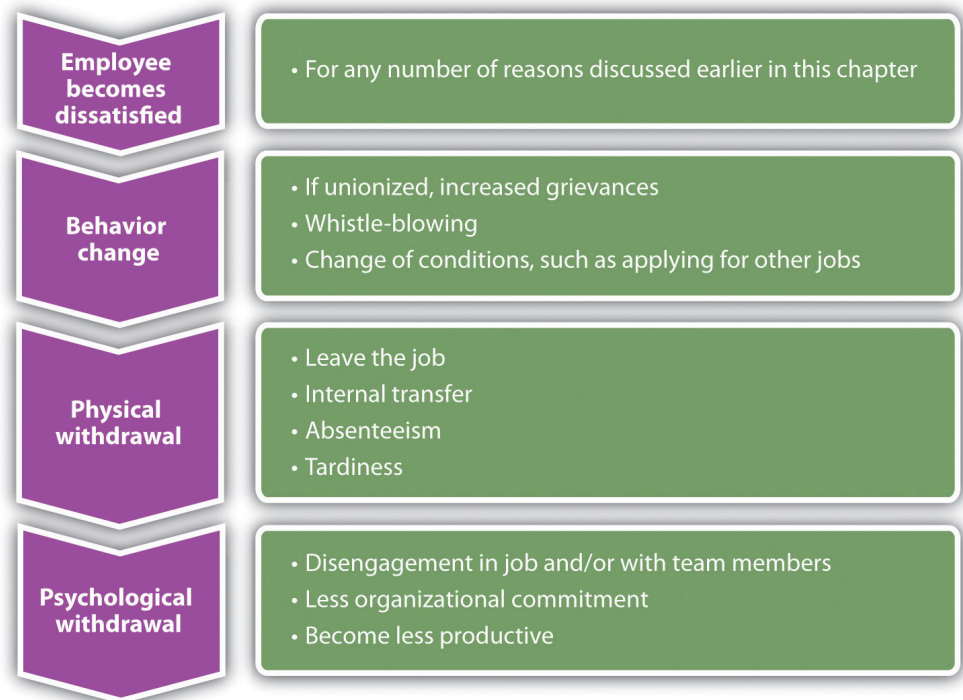 Employee
becomes
dissatisfied
• For any number of reasons discussed earlier in this chapter
Behavior
change
• If unionized, increased grievances
• Whistle-blowing
• Change of conditions, such as applying for other jobs
Physical
withdrawal
• Leave the job
• Internal transfer
• Absenteeism
• Tardiness
Psychological
withdrawal
• Disengagement in job and/or with team members
• Less organizational commitment
• Become less productive